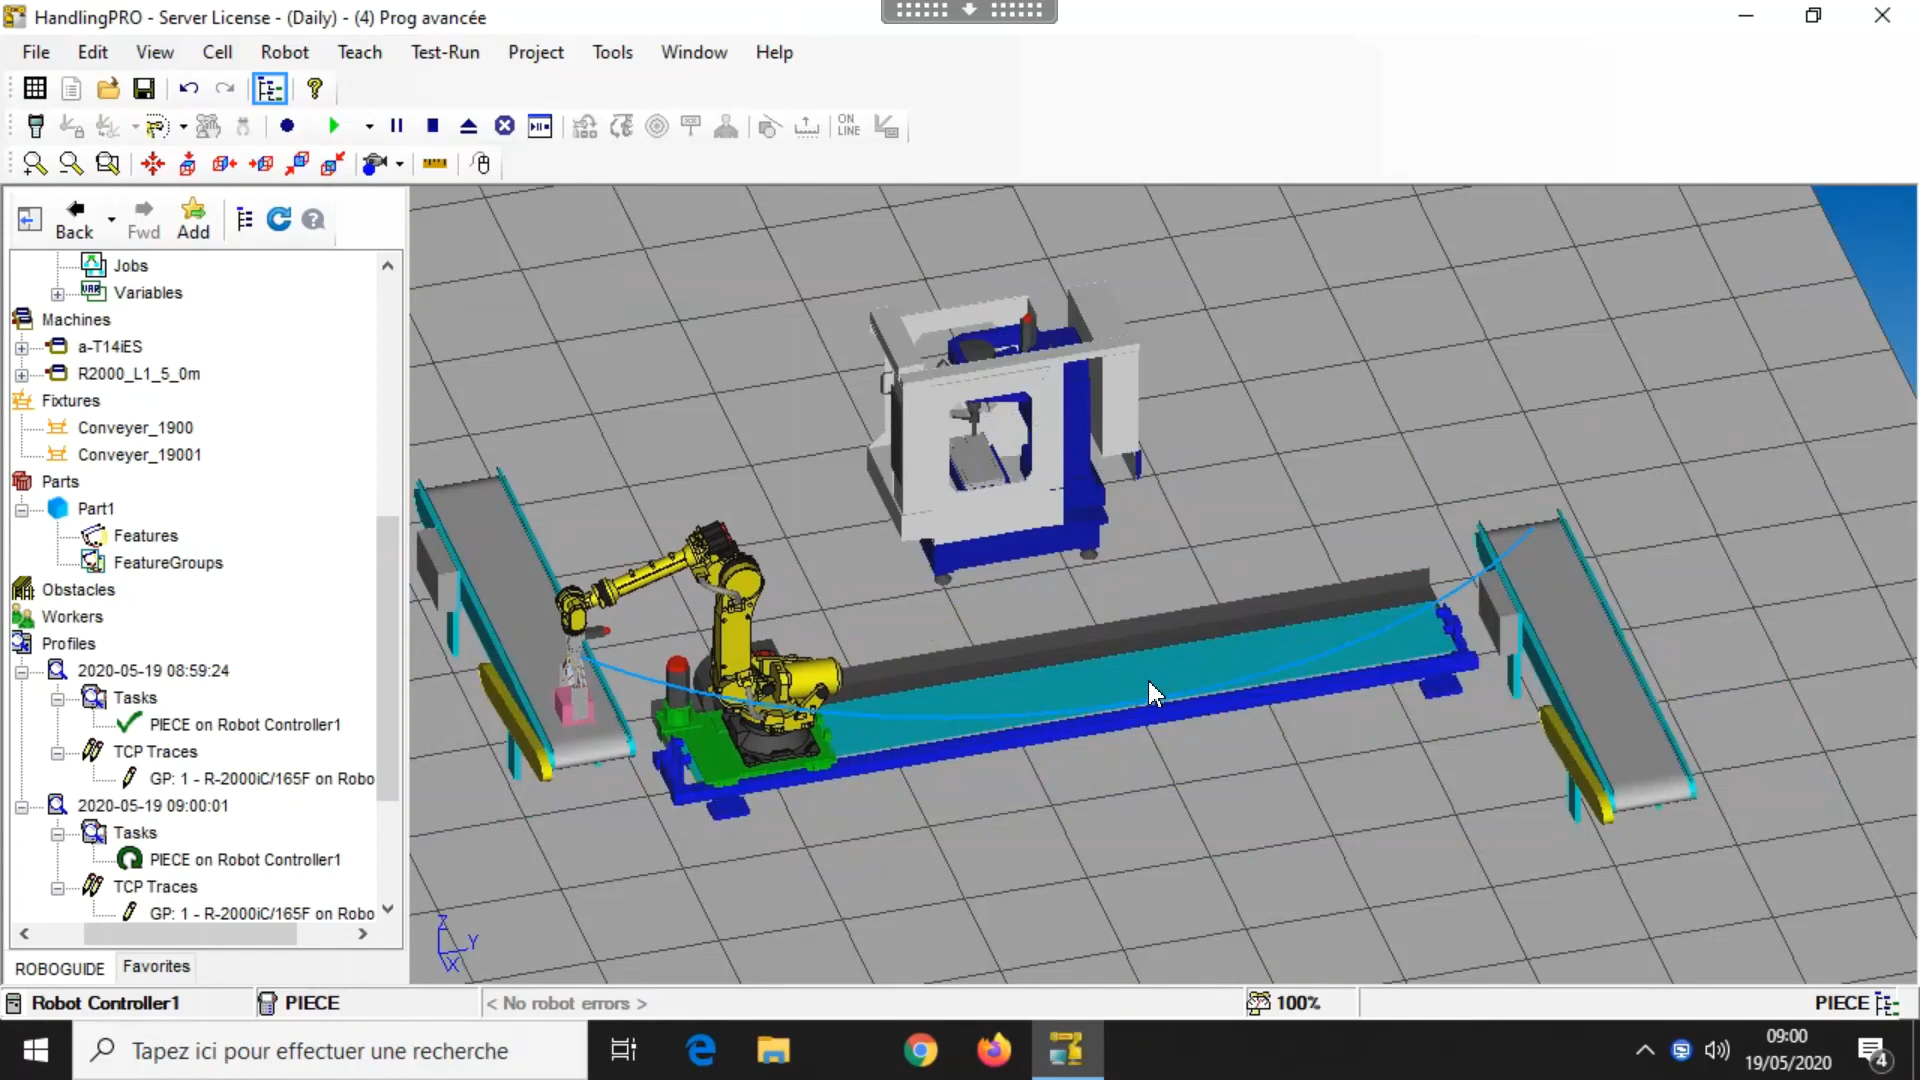 HandlingPRO - Server License - (Daily) - (4) Prog avancée
File Edit View Cell Robot Teach Test-Run Project Tools Window Help
ON
LINE
Back Fwd Add
Jobs
VAR Variables
Machines
a-T14iES
R2000_L1_5_0m
Fixtures
Conveyer_1900
Conveyer_19001
Parts
Part1
Features
FeatureGroups
Obstacles
Workers
Profiles
2020-05-19 08:59:24
Tasks
PIECE on Robot Controller1
TCP Traces
GP: 1 - R-2000iC/165F on Robo
2020-05-19 09:00:01
Tasks
PIECE on Robot Controller1
TCP Traces
GP: 1 - R-2000iC/165F on Robo
Z
Y
X
ROBOGUIDE Favorites
Robot Controller1 PIECE < No robot errors > 100% PIECE
Tapez ici pour effectuer une recherche
09:00
19/05/2020
4